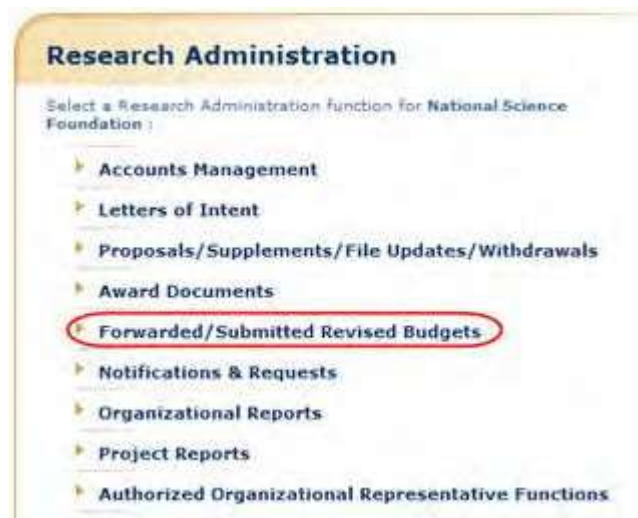 Research Administration
Select a Research Administration function for National Science
Foundation :
Accounts Management
Letters of Intent
Proposals/Supplements/File Updates/Withdrawals
Award Documents
Forwarded/Submitted Revised Budgets
Notifications & Requests
Organizational Reports
Project Reports
Authorized Organizational Representative Functions